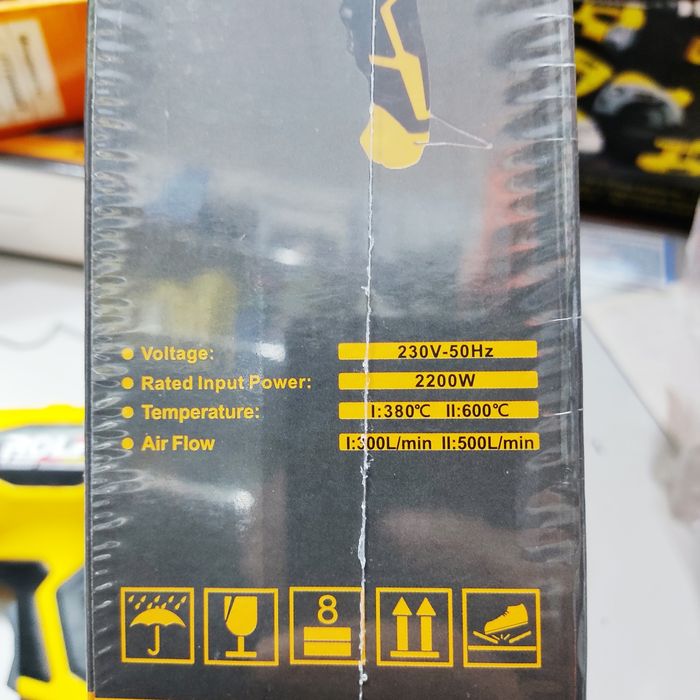 Voltage: 230V-50Hz
Rated Input Power: 2200W
Temperature: I:380℃ II:600℃
Air Flow I:300L/min II:500L/min
8